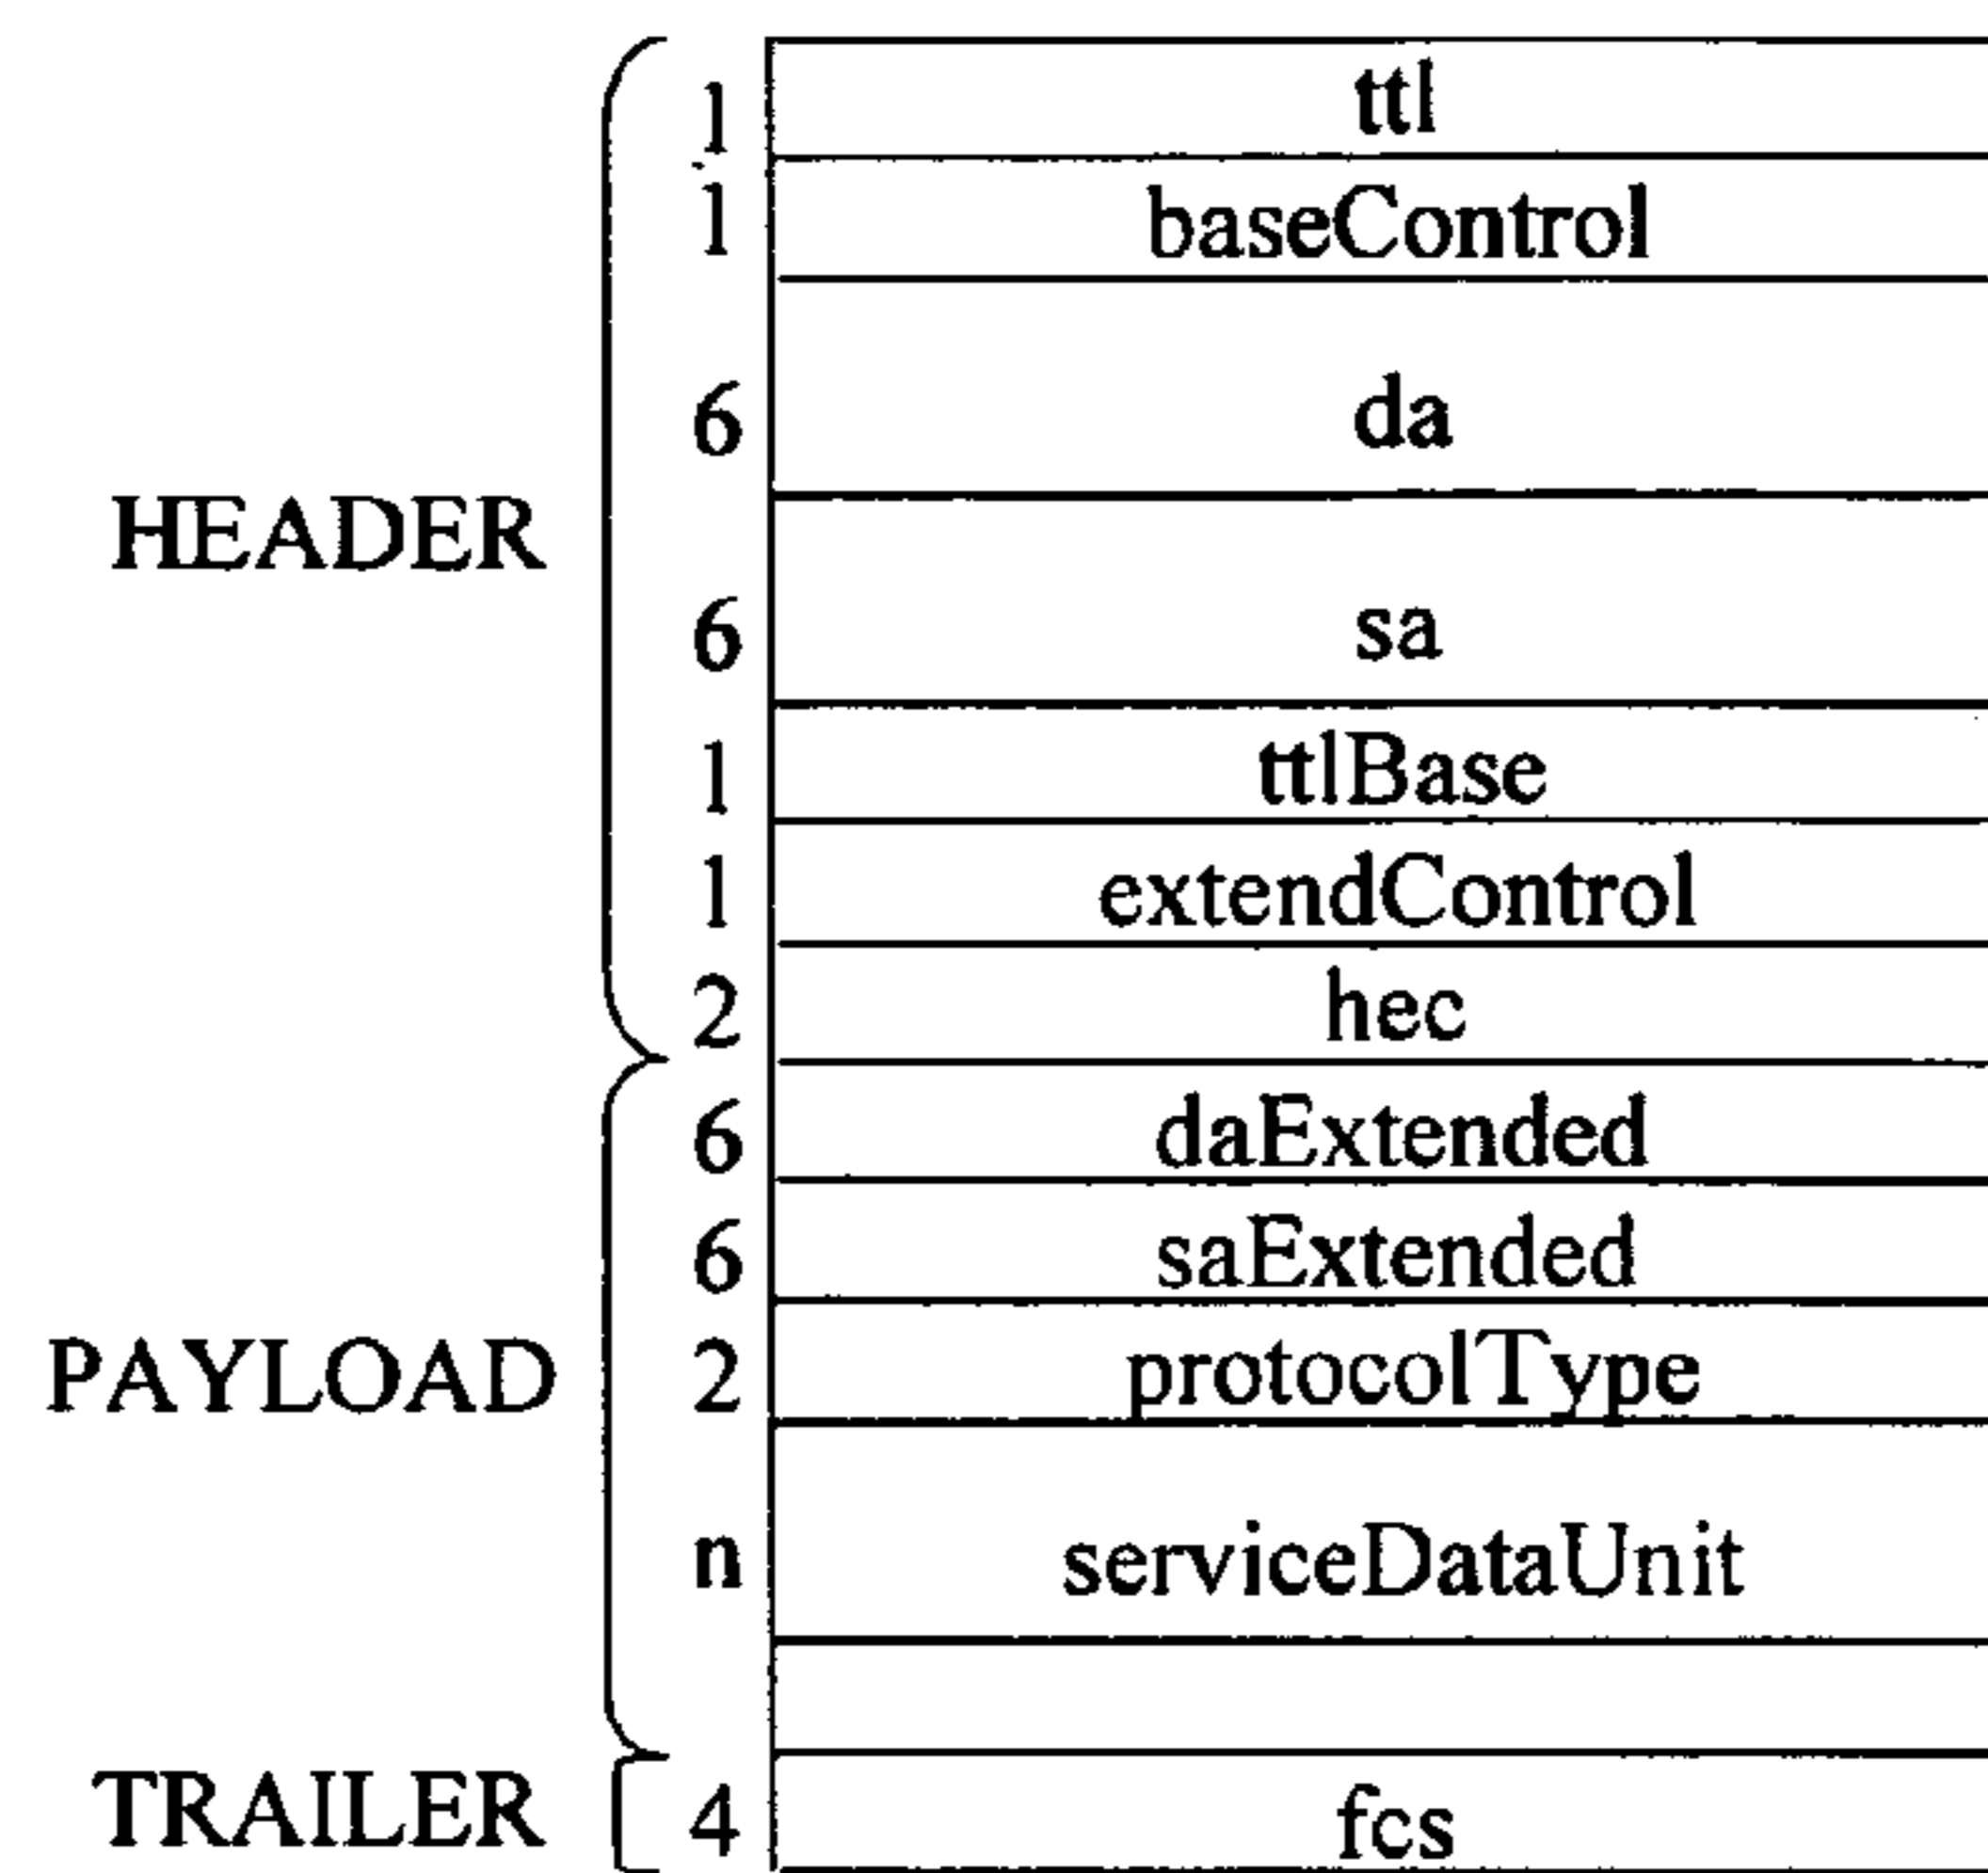 1 ttl
1 baseControl
6 da
HEADER
6 sa
1 ttlBase
1 extendControl
2 hec
6 daExtended
6 saExtended
PAYLOAD 2 protocolType
n serviceDataUnit
TRAILER 4 fcs